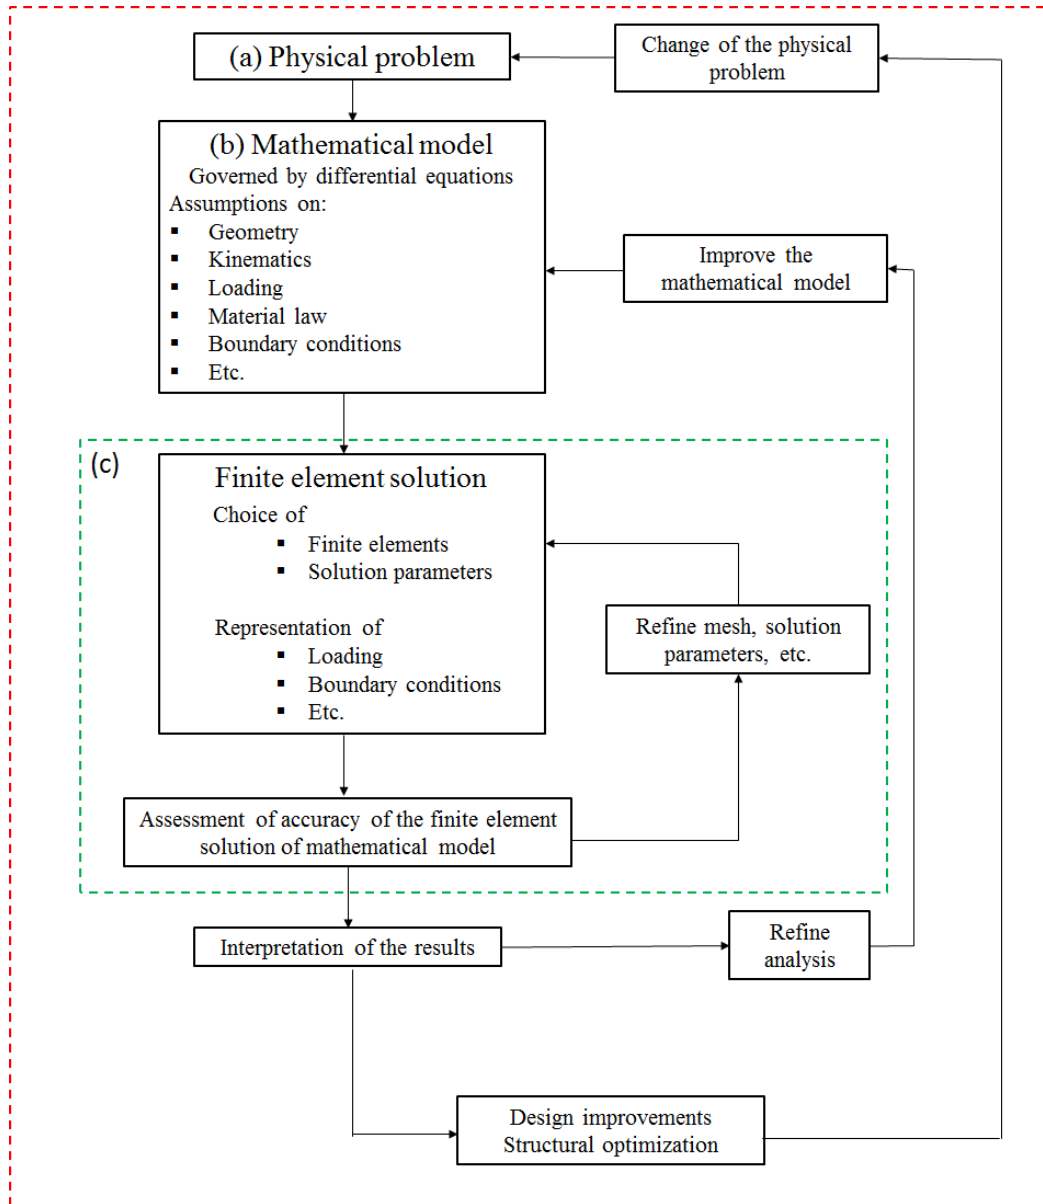 (a) Physical problem
Change of the physical
problem
(b) Mathematical model
Governed by differential equations
Assumptions on:
▪ Geometry
▪ Kinematics
▪ Loading
▪ Material law
▪ Boundary conditions
▪ Etc.
Improve the
mathematical model
(c)
Finite element solution
Choice of
▪ Finite elements
▪ Solution parameters
Representation of
▪ Loading
▪ Boundary conditions
▪ Etc.
Refine mesh, solution
parameters, etc.
Assessment of accuracy of the finite element
solution of mathematical model
Interpretation of the results
Refine
analysis
Design improvements
Structural optimization